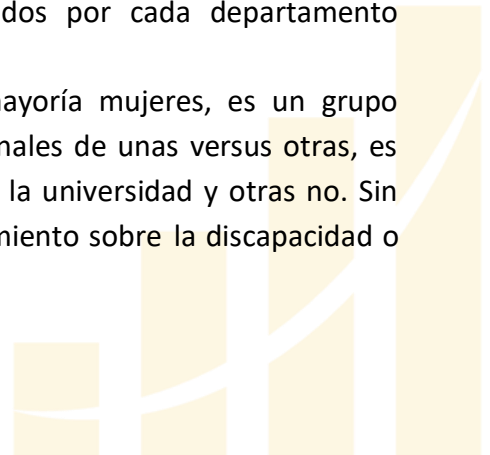 dos por cada departamento
ayoría mujeres, es un grupo
nales de unas versus otras, es
la universidad y otras no. Sin
miento sobre la discapacidad o